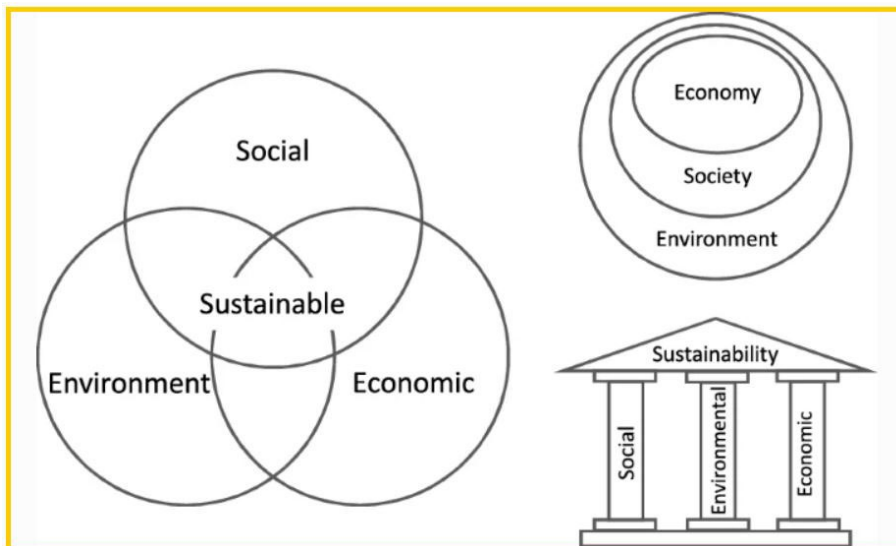 Social
Sustainable
Environment
Economic
Economy
Society
Environment
Sustainability
Social
Environmental
Economic